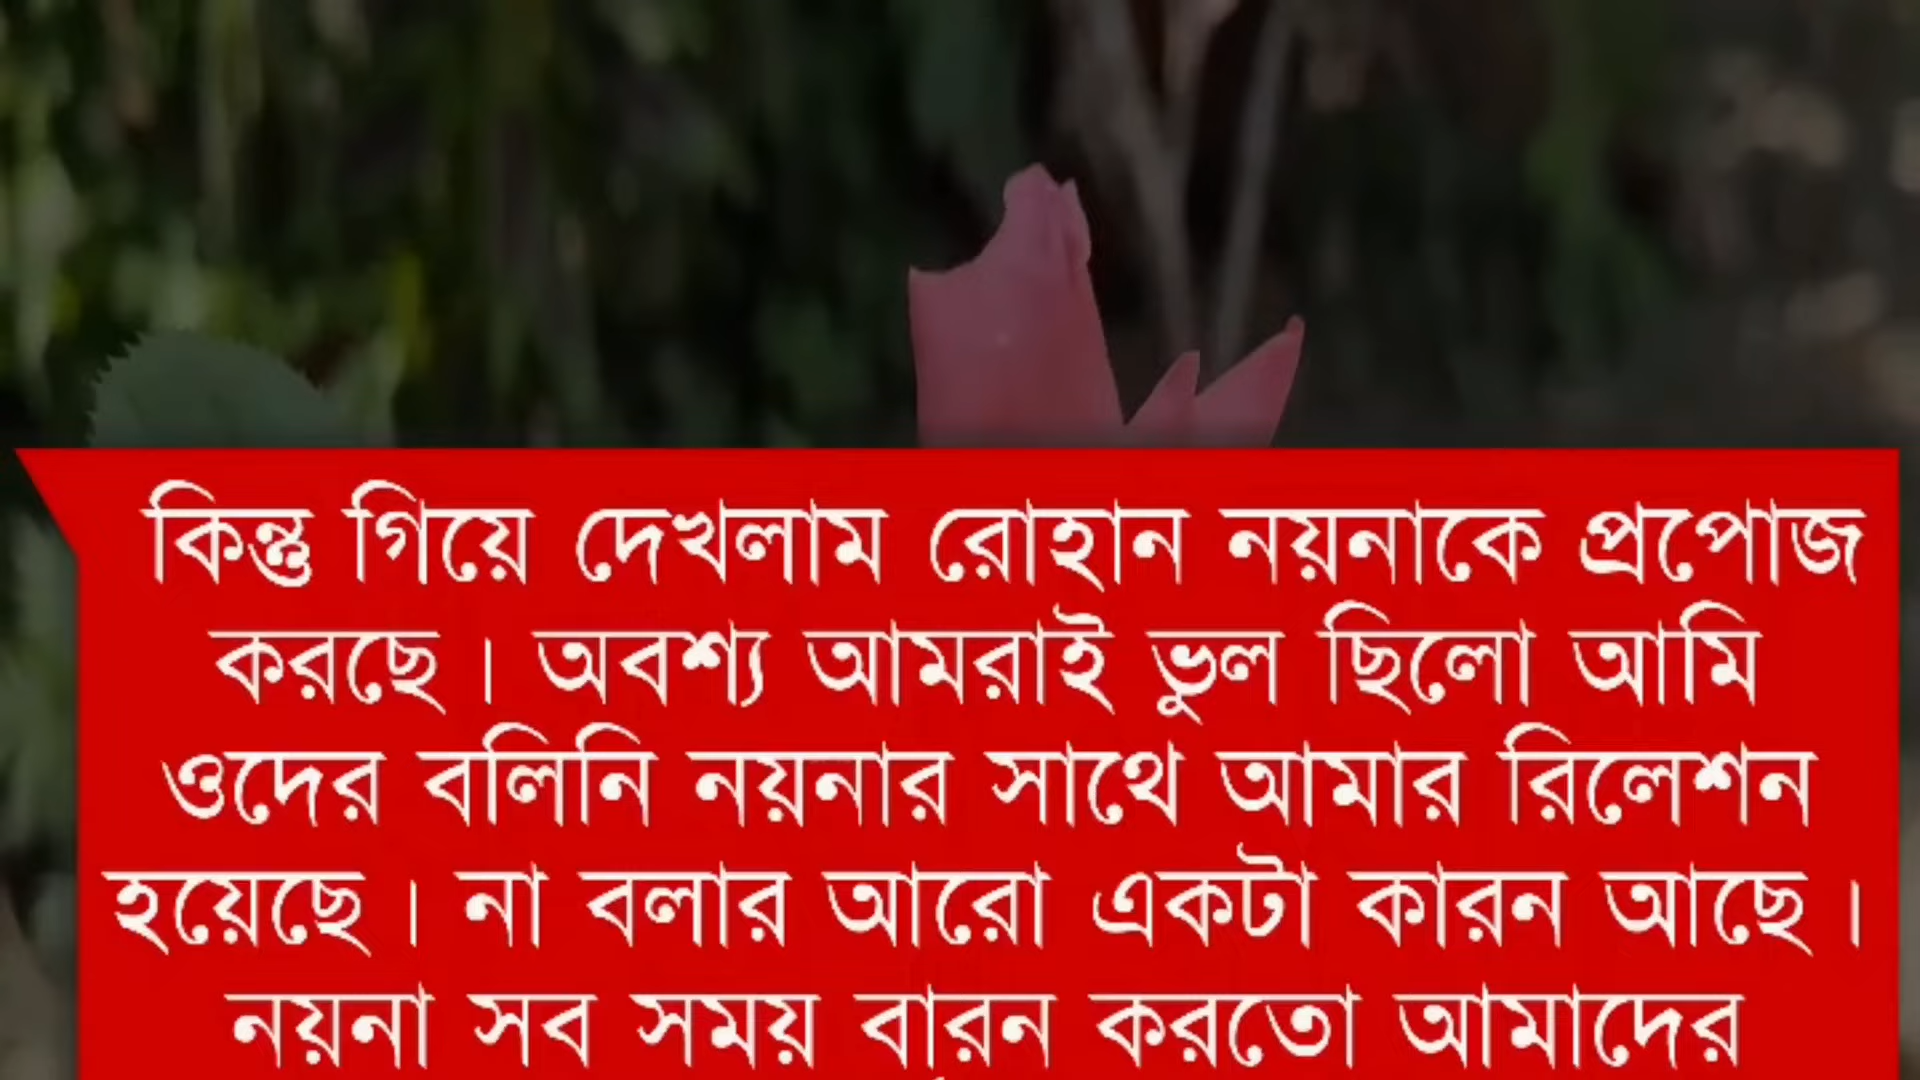 কিন্তু গিয়ে দেখলাম রোহান নয়নাকে প্রপোজ
করছে। অবশ্য আমরাই ভুল ছিলো আমি
ওদের বলিনি নয়নার সাথে আমার রিলেশন
হয়েছে। না বলার আরো একটা কারন আছে।
নয়না সব সময় বারন করতো আমাদের